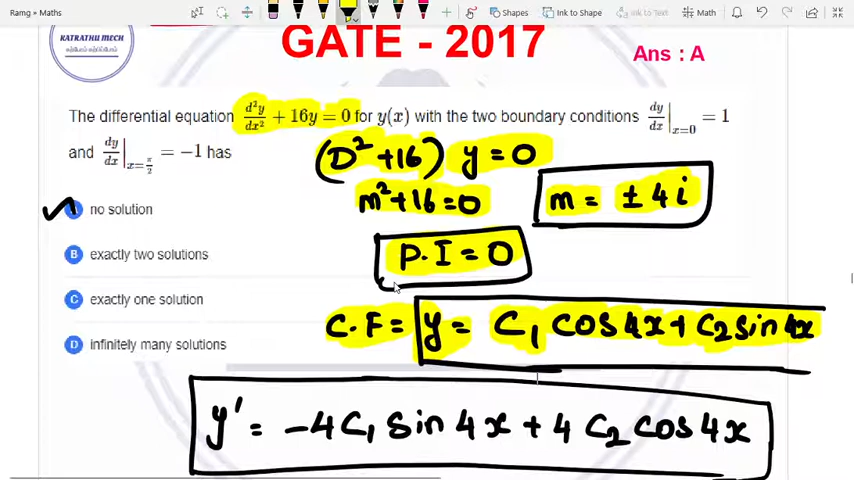 Ramg » Maths
Shapes
Ink to Shape
Ink to Text
Math
KATRATHU MECH
GATE - 2017
Ans : A
The differential equation d²y/dx² + 16y = 0 for y(x) with the two boundary conditions dy/dx|ₓ₌₀ = 1
and dy/dx|ₓ₌π/2 = −1 has
(D² + 16) y = 0
m² + 16 = 0
m = ± 4i
no solution
P.I = 0
B exactly two solutions
C exactly one solution
C.F = y = C₁ cos 4x + C₂ sin 4x
D infinitely many solutions
y' = −4C₁ sin 4x + 4 C₂ cos 4x